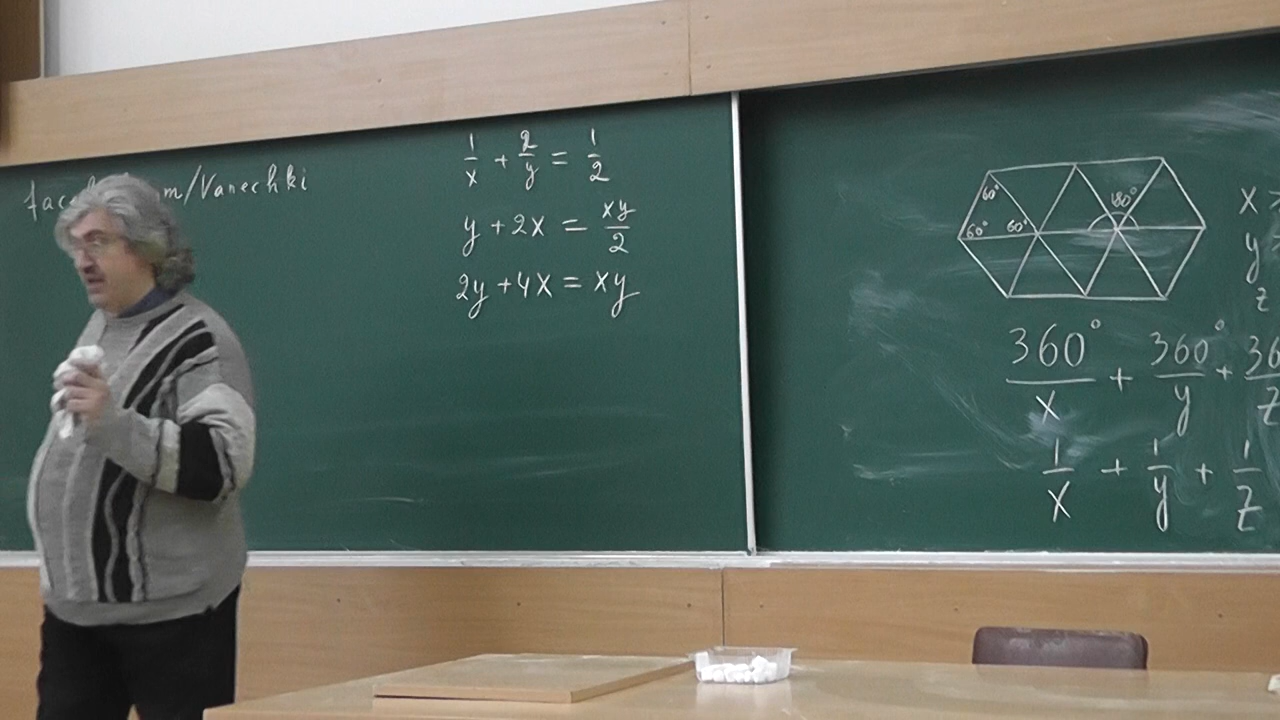 m/Vanechki
1/x + 2/y = 1/2
y + 2x = xy/2
2y + 4x = xy
60°
60° 60°
180°
x
y
z
360°/x + 360°/y + 36/z
1/x + 1/y + 1/z